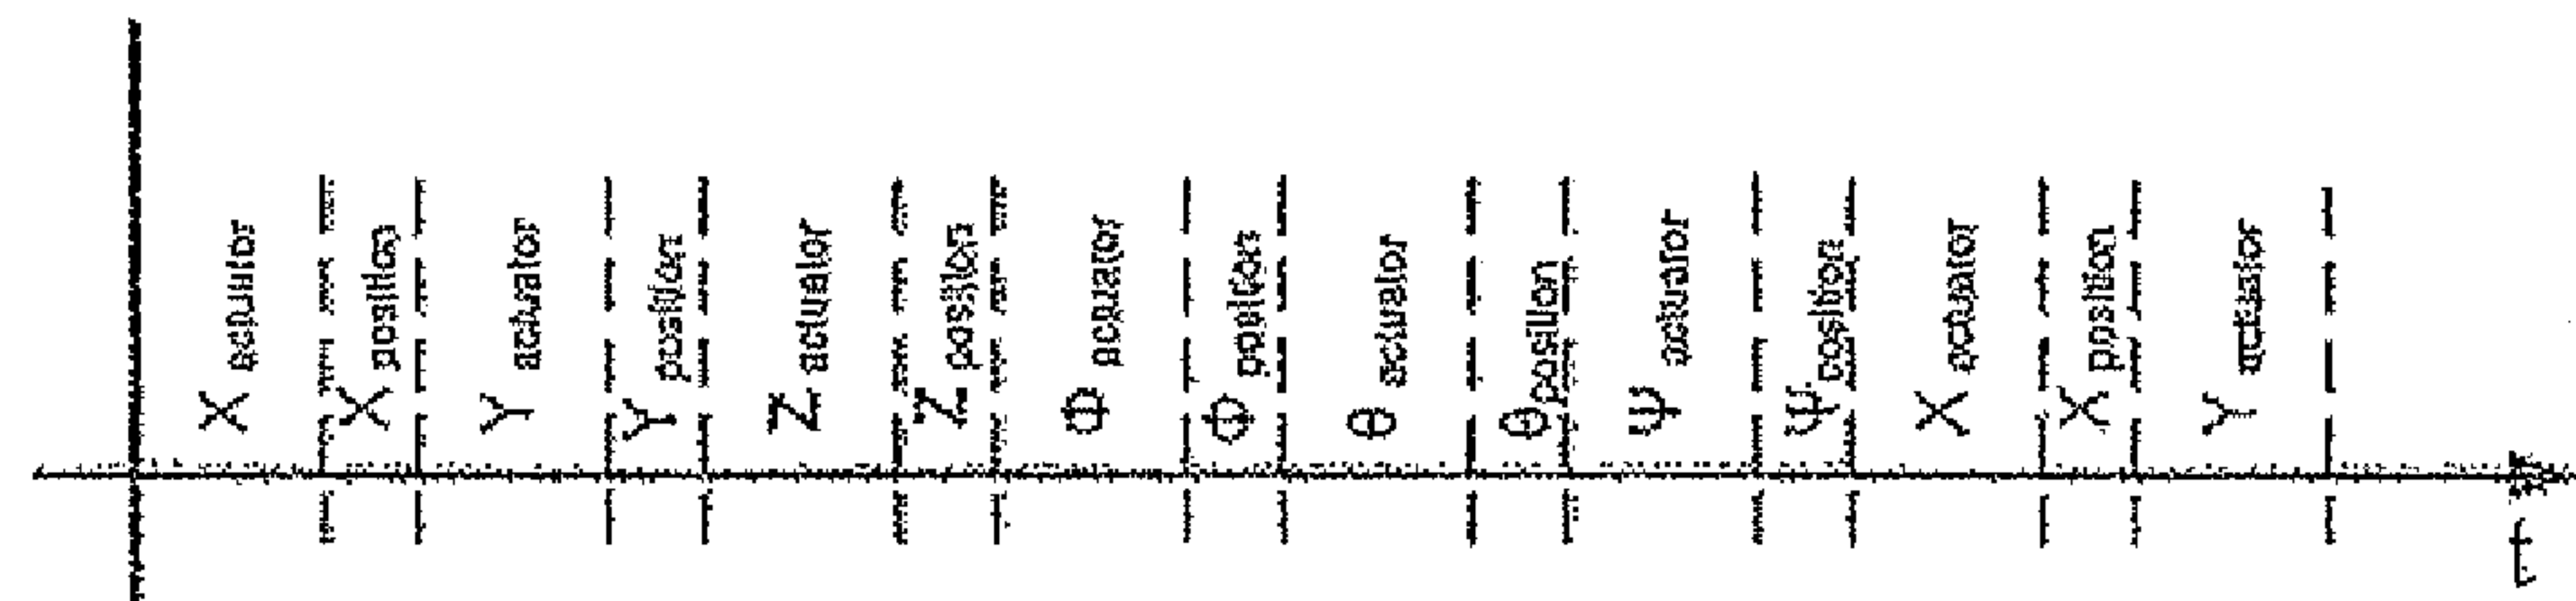 X actuator
X position
Y actuator
Y position
Z actuator
Z position
Φ actuator
Φ position
θ actuator
θ position
Ψ actuator
Ψ position
X actuator
X position
Y actuator
t